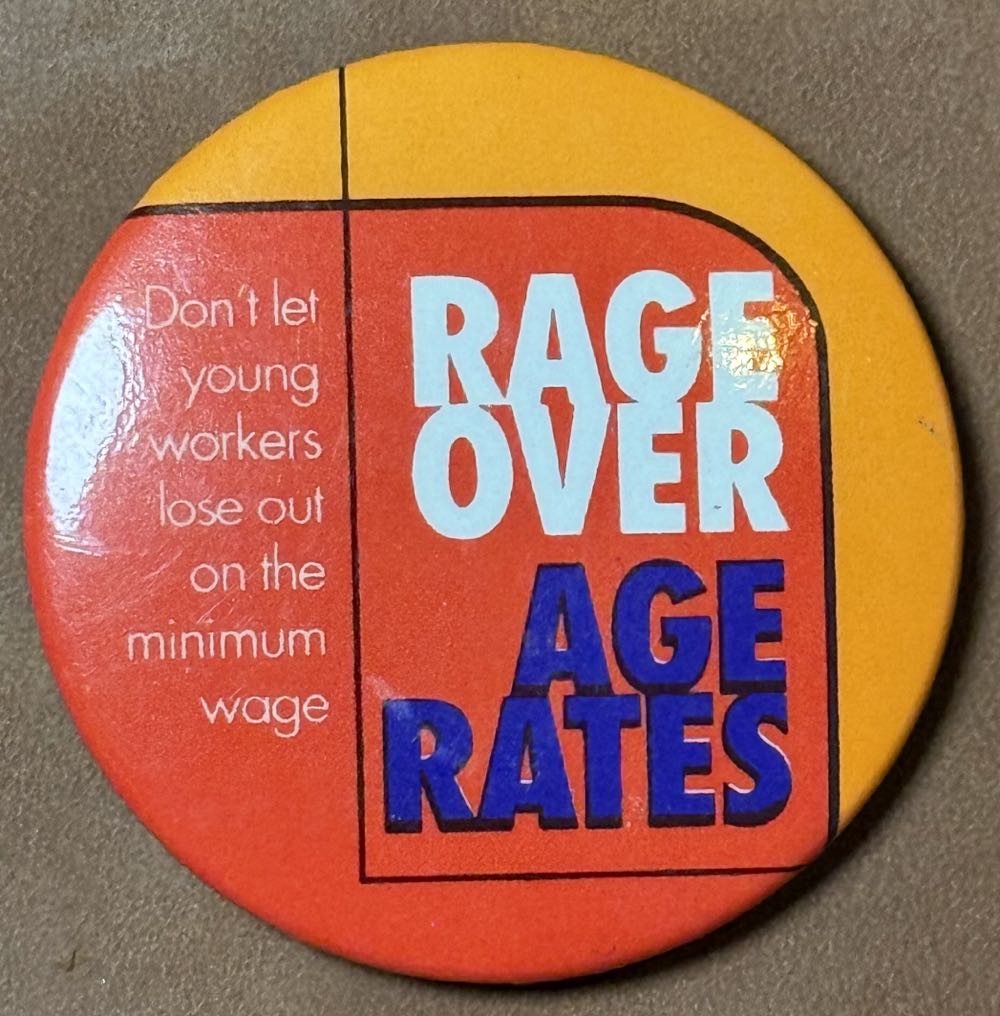 Don't let
young
workers
lose out
on the
minimum
wage
RAGE
OVER
AGE
RATES